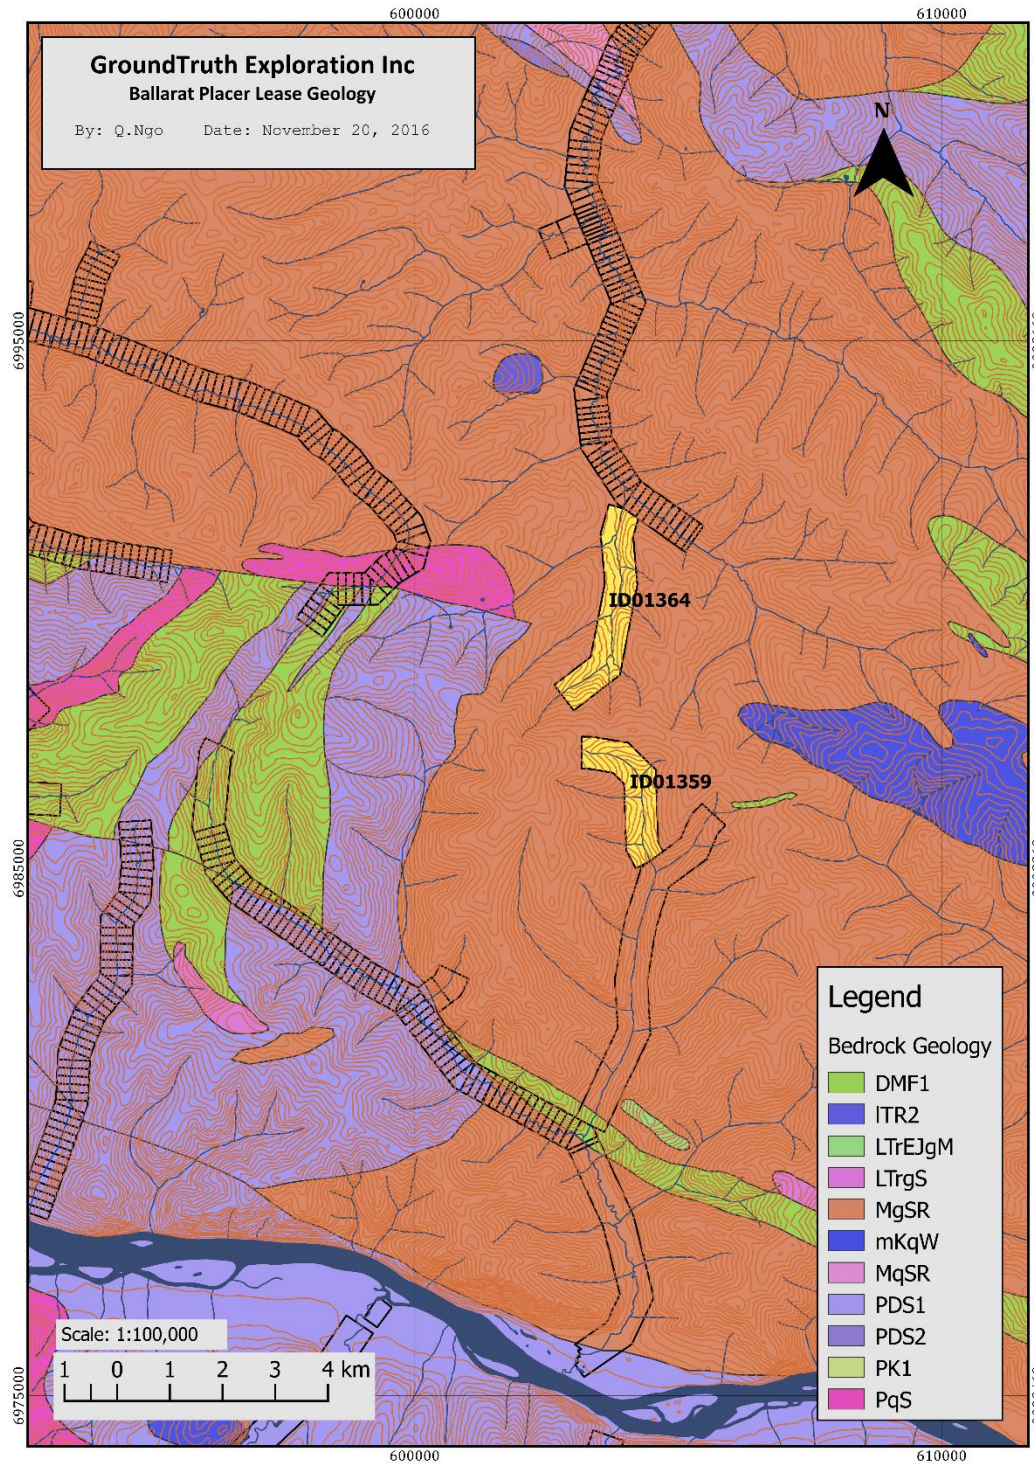 600000 610000
GroundTruth Exploration Inc
Ballarat Placer Lease Geology
By: Q.Ngo Date: November 20, 2016
N
6995000
ID01364
ID01359
6985000
Legend
Bedrock Geology
DMF1
lTR2
LTrEJgM
LTrgS
MgSR
mKqW
MqSR
PDS1
PDS2
PK1
PqS
Scale: 1:100,000
1 0 1 2 3 4 km
6975000
600000 610000